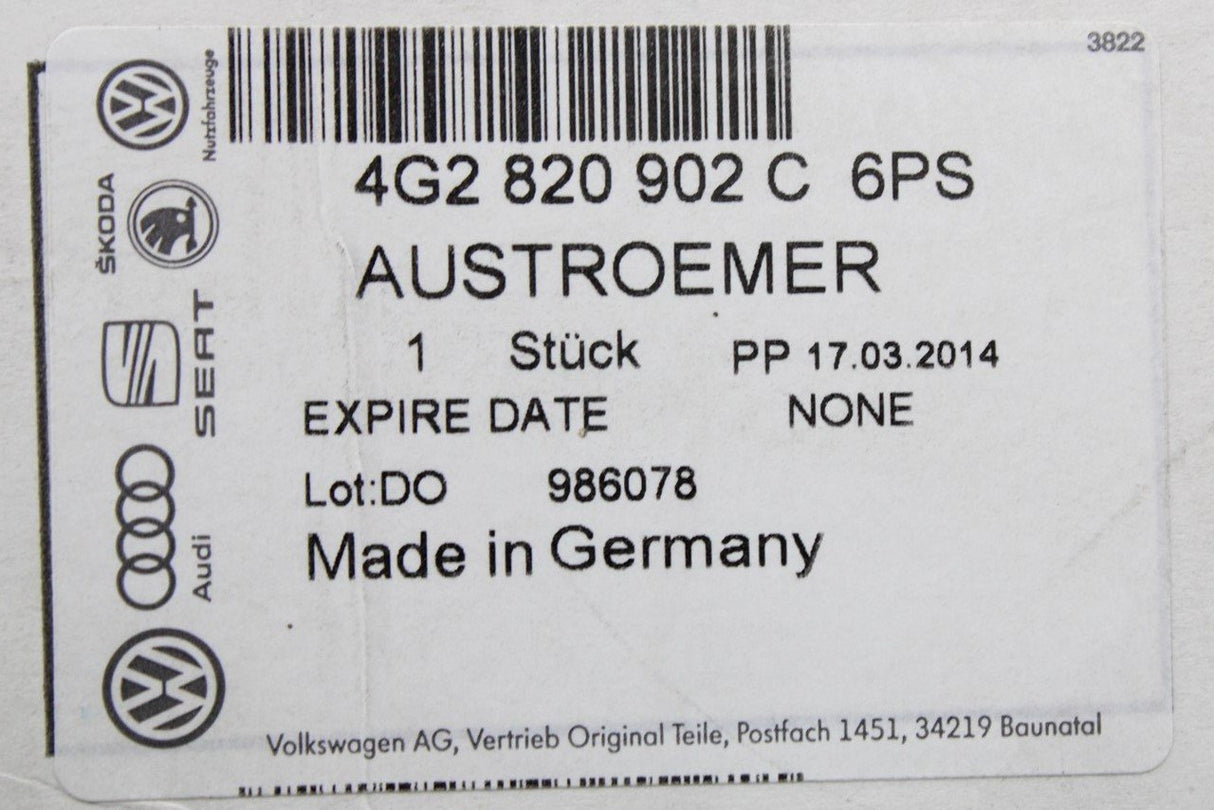 3822
Nutzfahrzeuge
ŠKODA
SEAT
Audi
4G2 820 902 C 6PS
AUSTROEMER
1 Stück PP 17.03.2014
EXPIRE DATE NONE
Lot:DO 986078
Made in Germany
Volkswagen AG, Vertrieb Original Teile, Postfach 1451, 34219 Baunatal